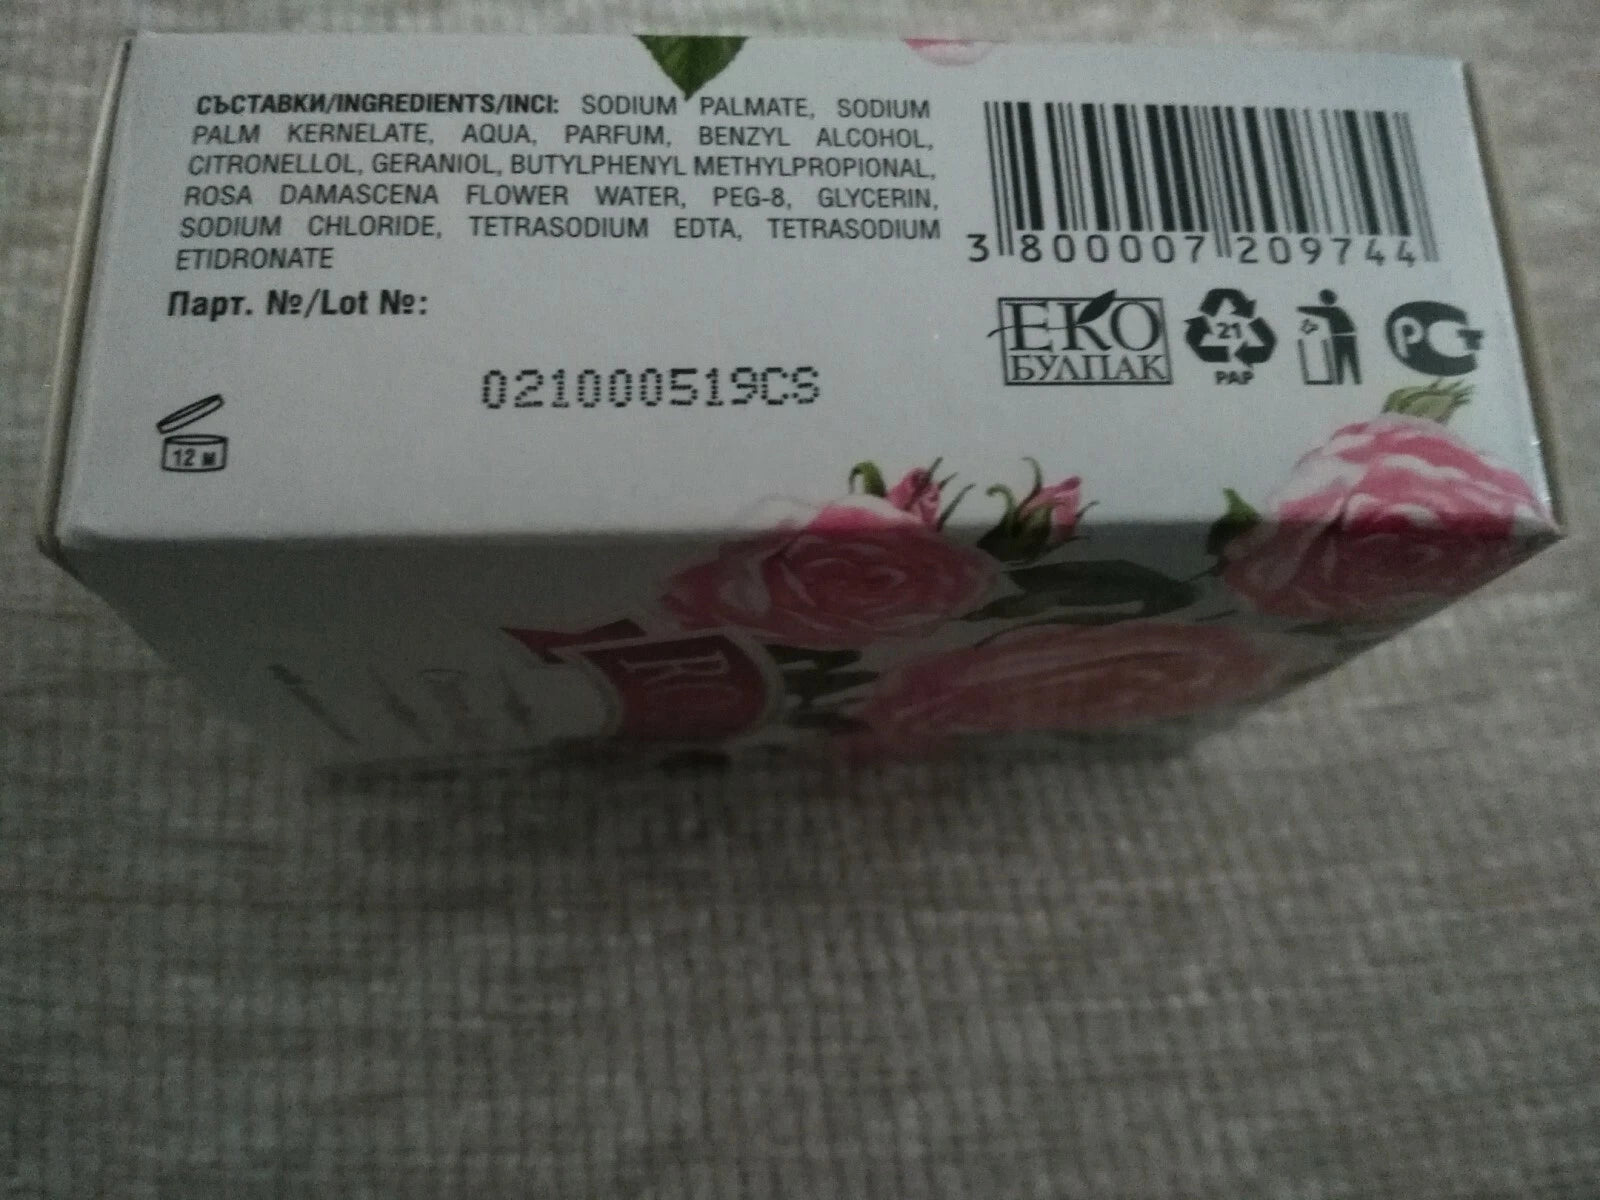 СЪСТАВКИ/INGREDIENTS/INCI: SODIUM PALMATE, SODIUM
PALM KERNELATE, AQUA, PARFUM, BENZYL ALCOHOL,
CITRONELLOL, GERANIOL, BUTYLPHENYL METHYLPROPIONAL,
ROSA DAMASCENA FLOWER WATER, PEG-8, GLYCERIN,
SODIUM CHLORIDE, TETRASODIUM EDTA, TETRASODIUM
ETIDRONATE
Парт. №/Lot №:
021000519CS
12 м
3 800007 209744
ЕКО
БУЛПАК
21
PAP
РСТ